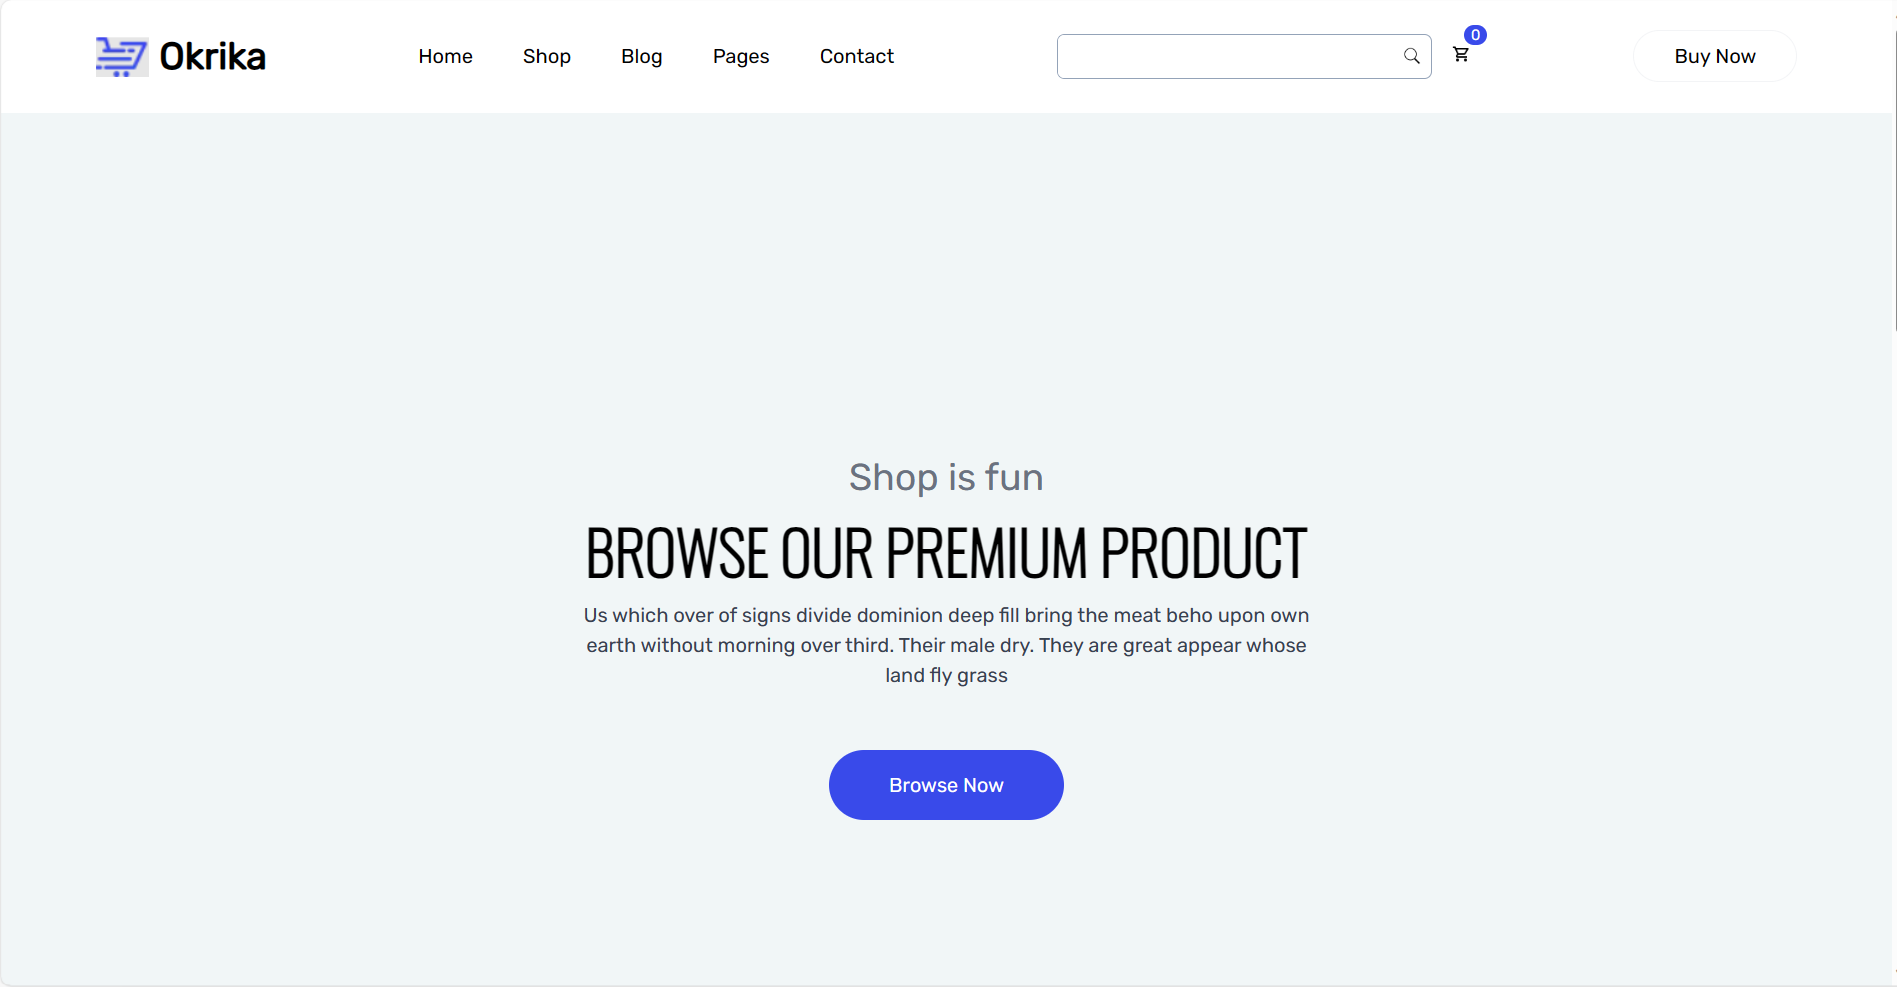 Okrika
Home
Shop
Blog
Pages
Contact
0
Buy Now
Shop is fun
BROWSE OUR PREMIUM PRODUCT
Us which over of signs divide dominion deep fill bring the meat beho upon own
earth without morning over third. Their male dry. They are great appear whose
land fly grass
Browse Now